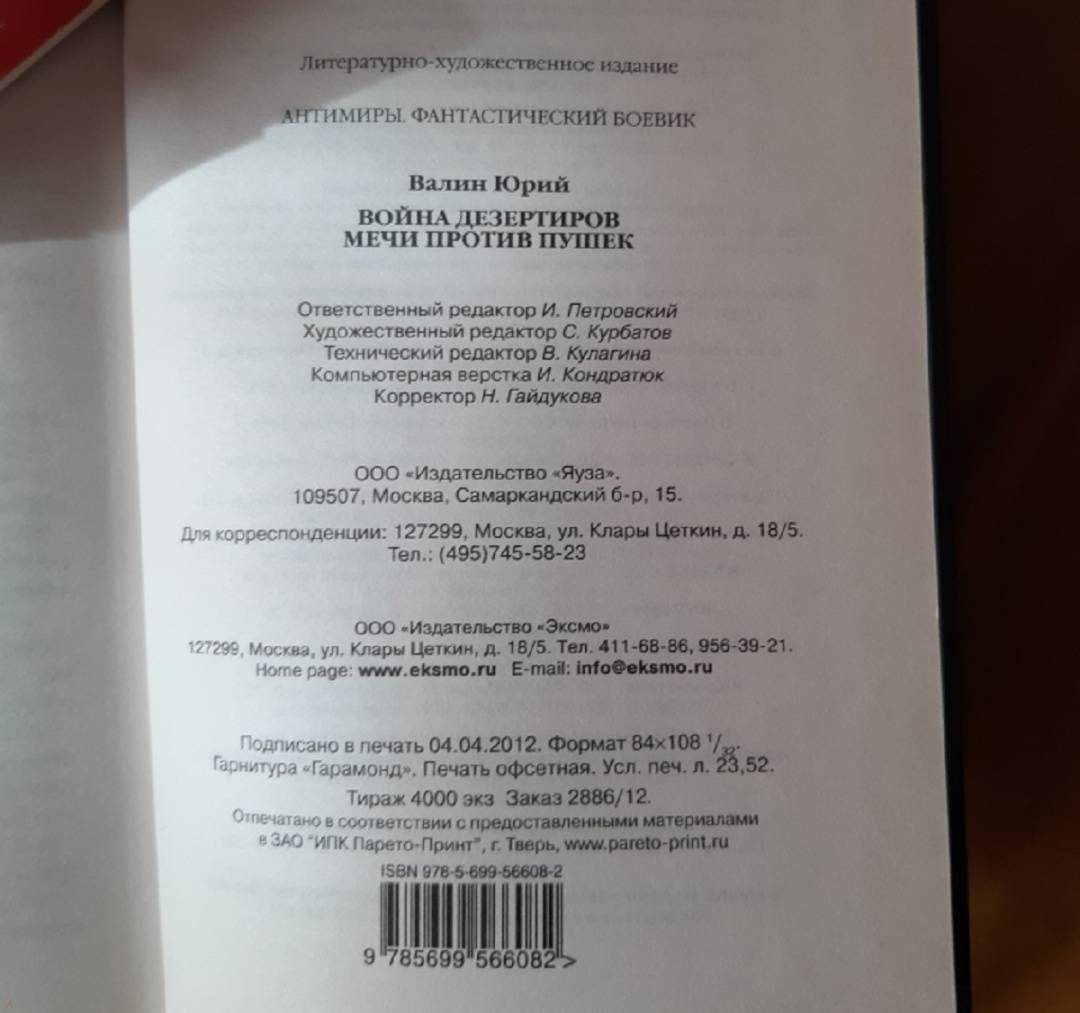 Литературно-художественное издание
АНТИМИРЫ. ФАНТАСТИЧЕСКИЙ БОЕВИК
Валин Юрий
ВОЙНА ДЕЗЕРТИРОВ
МЕЧИ ПРОТИВ ПУШЕК
Ответственный редактор И. Петровский
Художественный редактор С. Курбатов
Технический редактор В. Кулагина
Компьютерная верстка И. Кондратюк
Корректор Н. Гайдукова
ООО «Издательство «Яуза».
109507, Москва, Самаркандский б-р, 15.
Для корреспонденции: 127299, Москва, ул. Клары Цеткин, д. 18/5.
Тел.: (495)745-58-23
ООО «Издательство «Эксмо»
127299, Москва, ул. Клары Цеткин, д. 18/5. Тел. 411-68-86, 956-39-21.
Home page: www.eksmo.ru E-mail: info@eksmo.ru
Подписано в печать 04.04.2012. Формат 84×108 1/32.
Гарнитура «Гарамонд». Печать офсетная. Усл. печ. л. 23,52.
Тираж 4000 экз Заказ 2886/12.
Отпечатано в соответствии с предоставленными материалами
в ЗАО "ИПК Парето-Принт", г. Тверь, www.pareto-print.ru
ISBN 978-5-699-56608-2
9 785699 566082 >